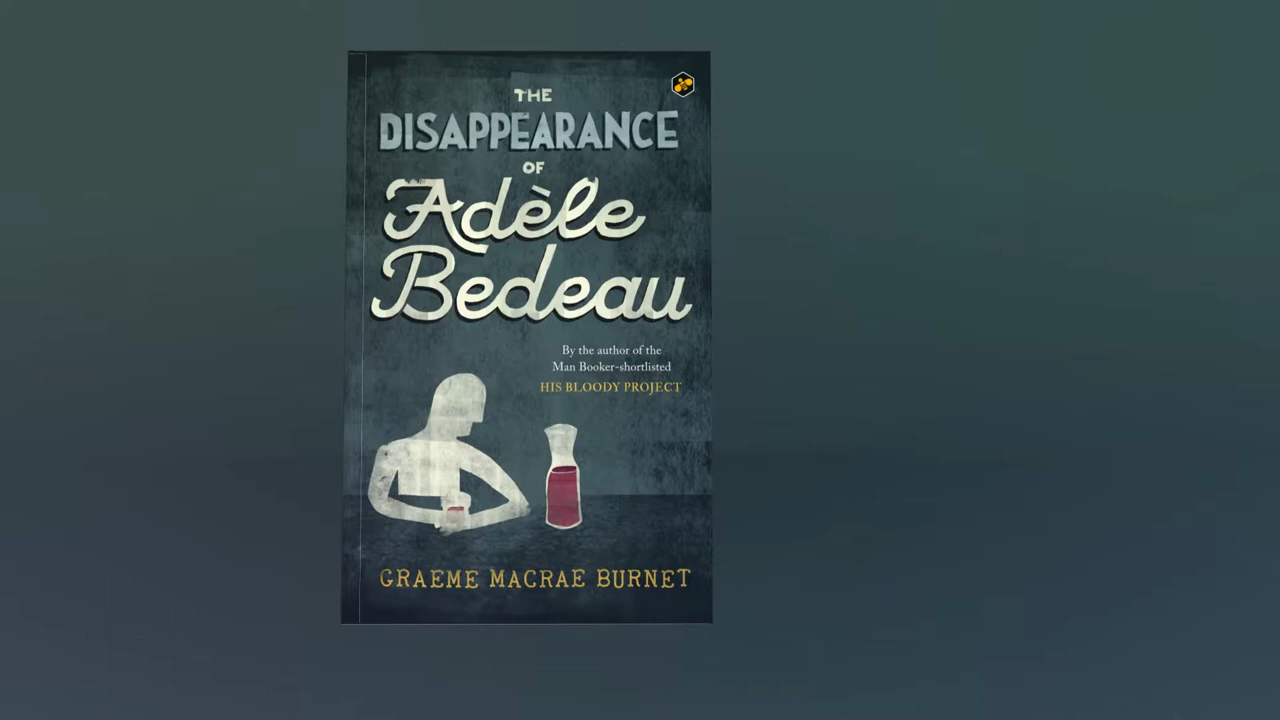 THE
DISAPPEARANCE
OF
Adèle
Bedeau
By the author of the
Man Booker-shortlisted
HIS BLOODY PROJECT
GRAEME MACRAE BURNET